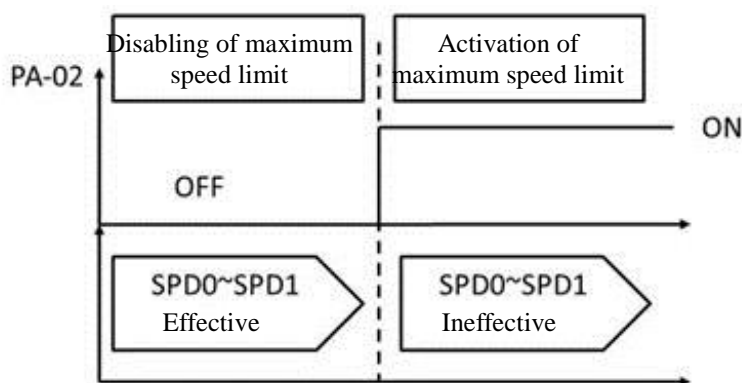 Disabling of maximum
speed limit
Activation of
maximum speed limit
PA-02
ON
OFF
SPD0~SPD1
Effective
SPD0~SPD1
Ineffective